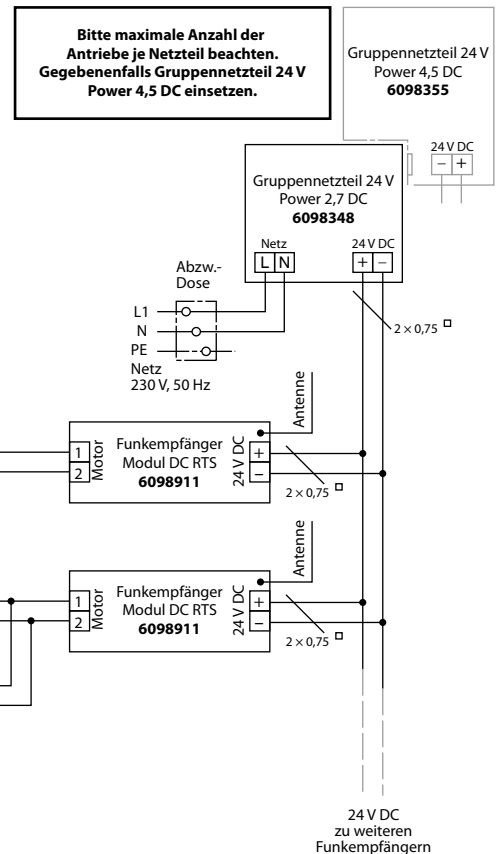 Bitte maximale Anzahl der
Antriebe je Netzteil beachten.
Gegebenenfalls Gruppennetzteil 24 V
Power 4,5 DC einsetzen.
Gruppennetzteil 24 V
Power 4,5 DC
6098355
24 V DC
– +
Gruppennetzteil 24 V
Power 2,7 DC
6098348
Netz
24 V DC
L N
+ –
Abzw.-
Dose
L1
N
PE
Netz
230 V, 50 Hz
2 × 0,75
Antenne
1
2
Motor
Funkempfänger
Modul DC RTS
6098911
24 V DC
+
–
2 × 0,75
Antenne
1
2
Motor
Funkempfänger
Modul DC RTS
6098911
24 V DC
+
–
2 × 0,75
24 V DC
zu weiteren
Funkempfängern